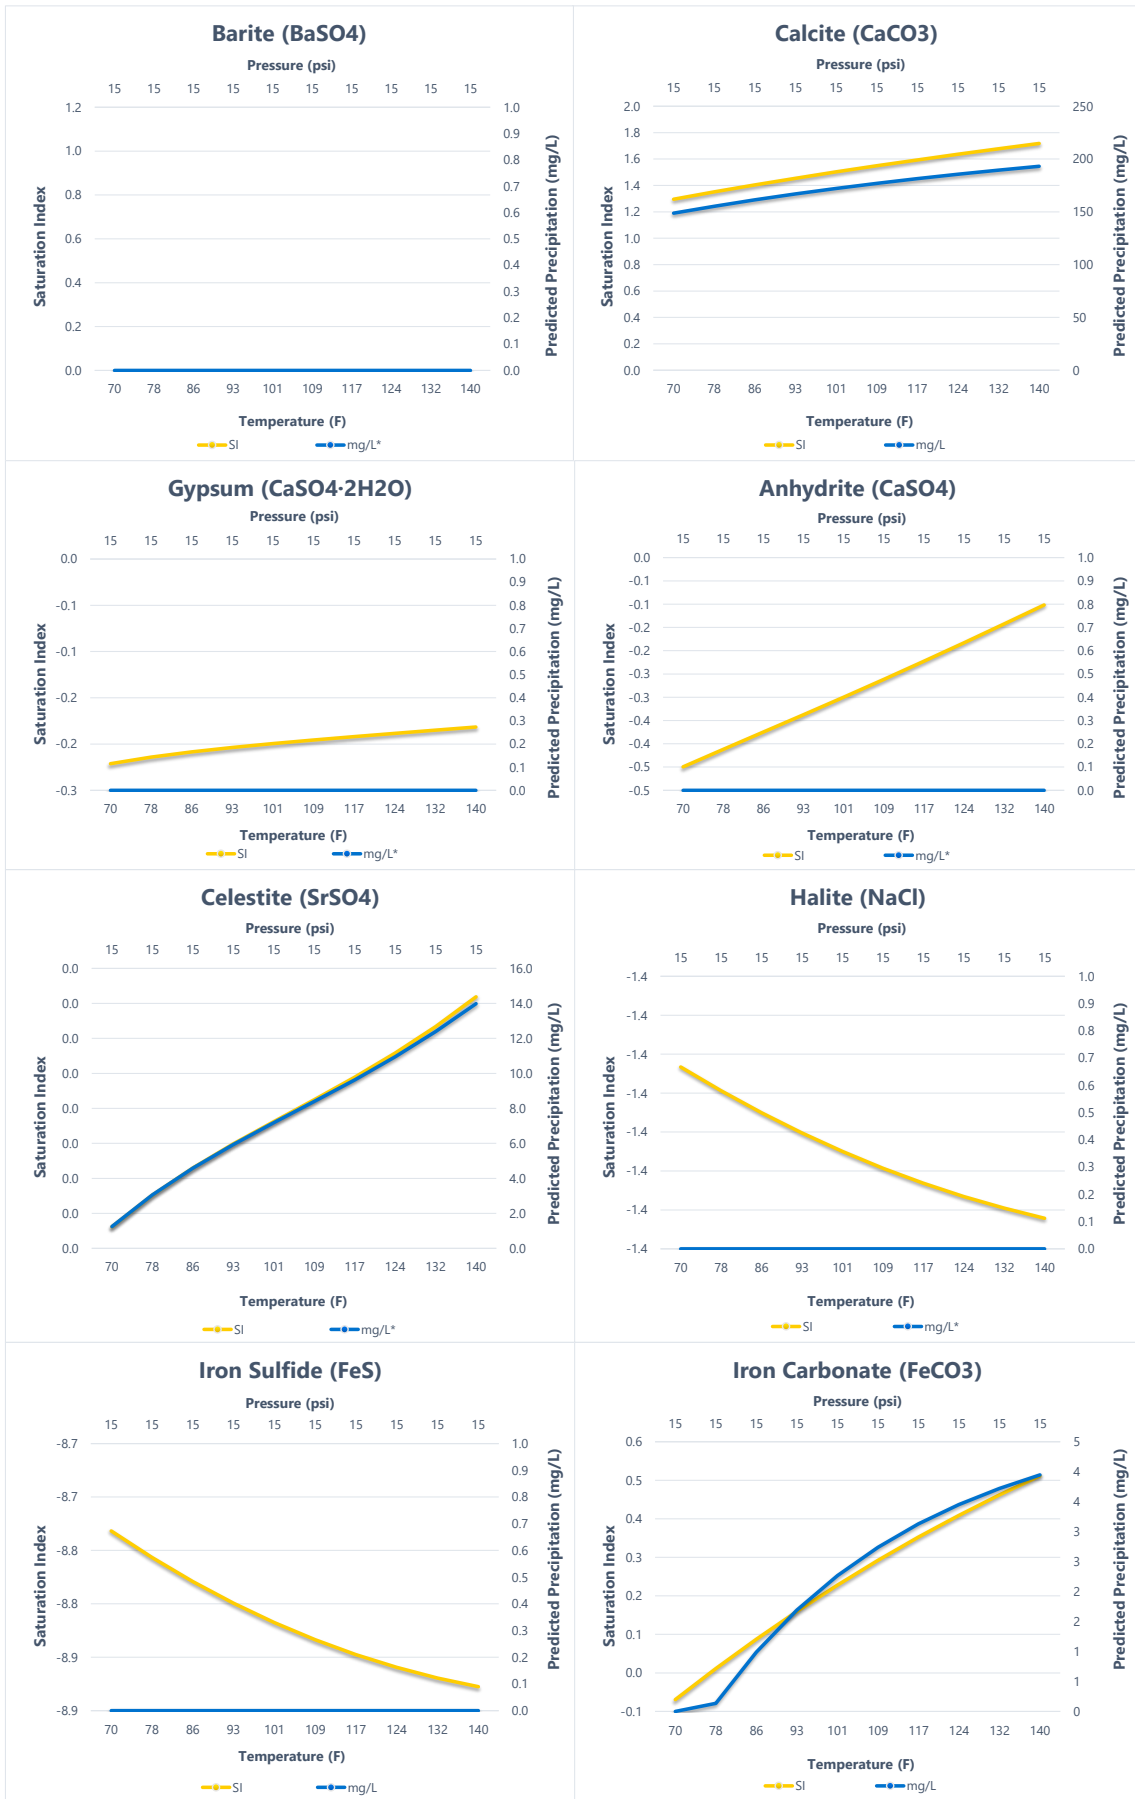 Barite (BaSO4)
Pressure (psi)
15 15 15 15 15 15 15 15 15 15
1.2
1.0
0.8
0.6
0.4
0.2
0.0
Saturation Index
1.0
0.9
0.8
0.7
0.6
0.5
0.4
0.3
0.2
0.1
0.0
Predicted Precipitation (mg/L)
70 78 86 93 101 109 117 124 132 140
Temperature (F)
SI mg/L*
Calcite (CaCO3)
Pressure (psi)
15 15 15 15 15 15 15 15 15 15
2.0
1.8
1.6
1.4
1.2
1.0
0.8
0.6
0.4
0.2
0.0
Saturation Index
250
200
150
100
50
0
Predicted Precipitation (mg/L)
70 78 86 93 101 109 117 124 132 140
Temperature (F)
SI mg/L
Gypsum (CaSO4·2H2O)
Pressure (psi)
15 15 15 15 15 15 15 15 15 15
0.0
-0.1
-0.1
-0.2
-0.2
-0.3
Saturation Index
1.0
0.9
0.8
0.7
0.6
0.5
0.4
0.3
0.2
0.1
0.0
Predicted Precipitation (mg/L)
70 78 86 93 101 109 117 124 132 140
Temperature (F)
SI mg/L*
Anhydrite (CaSO4)
Pressure (psi)
15 15 15 15 15 15 15 15 15 15
0.0
-0.1
-0.1
-0.2
-0.2
-0.3
-0.3
-0.4
-0.4
-0.5
-0.5
Saturation Index
1.0
0.9
0.8
0.7
0.6
0.5
0.4
0.3
0.2
0.1
0.0
Predicted Precipitation (mg/L)
70 78 86 93 101 109 117 124 132 140
Temperature (F)
SI mg/L*
Celestite (SrSO4)
Pressure (psi)
15 15 15 15 15 15 15 15 15 15
0.0
0.0
0.0
0.0
0.0
0.0
0.0
0.0
0.0
Saturation Index
16.0
14.0
12.0
10.0
8.0
6.0
4.0
2.0
0.0
Predicted Precipitation (mg/L)
70 78 86 93 101 109 117 124 132 140
Temperature (F)
SI mg/L*
Halite (NaCl)
Pressure (psi)
15 15 15 15 15 15 15 15 15 15
-1.4
-1.4
-1.4
-1.4
-1.4
-1.4
-1.4
-1.4
Saturation Index
1.0
0.9
0.8
0.7
0.6
0.5
0.4
0.3
0.2
0.1
0.0
Predicted Precipitation (mg/L)
70 78 86 93 101 109 117 124 132 140
Temperature (F)
SI mg/L*
Iron Sulfide (FeS)
Pressure (psi)
15 15 15 15 15 15 15 15 15 15
-8.7
-8.7
-8.8
-8.8
-8.9
-8.9
Saturation Index
1.0
0.9
0.8
0.7
0.6
0.5
0.4
0.3
0.2
0.1
0.0
Predicted Precipitation (mg/L)
70 78 86 93 101 109 117 124 132 140
Temperature (F)
SI mg/L
Iron Carbonate (FeCO3)
Pressure (psi)
15 15 15 15 15 15 15 15 15 15
0.6
0.5
0.4
0.3
0.2
0.1
0.0
-0.1
Saturation Index
5
4
4
3
3
2
2
1
1
0
Predicted Precipitation (mg/L)
70 78 86 93 101 109 117 124 132 140
Temperature (F)
SI mg/L